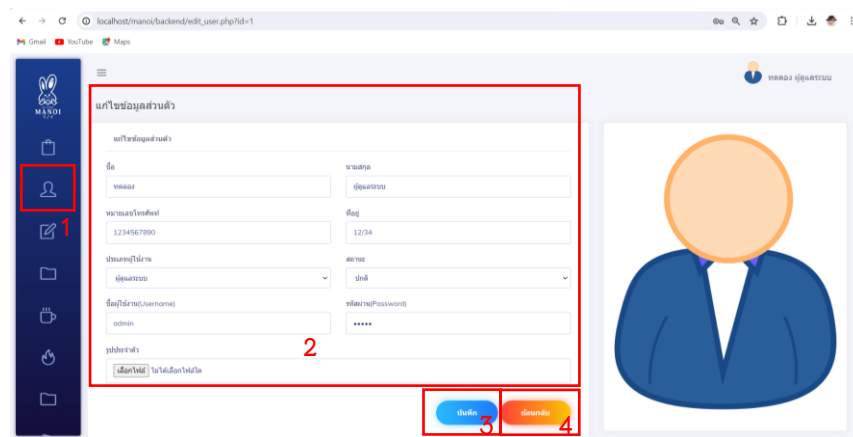 localhost/manoi/backend/edit_user.php?id=1
Gmail YouTube Maps
MANOI
ทดลอง ผู้ดูแลระบบ
แก้ไขข้อมูลส่วนตัว
แก้ไขข้อมูลส่วนตัว
ชื่อ นามสกุล
ทดลอง ผู้ดูแลระบบ
หมายเลขโทรศัพท์ ที่อยู่
1234567890 12/34
ประเภทผู้ใช้งาน สถานะ
ผู้ดูแลระบบ ปกติ
ชื่อผู้ใช้งาน(Username) รหัสผ่าน(Password)
admin •••••
รูปประจำตัว
เลือกไฟล์ ไม่ได้เลือกไฟล์ใด
บันทึก ย้อนกลับ
1
2
3
4